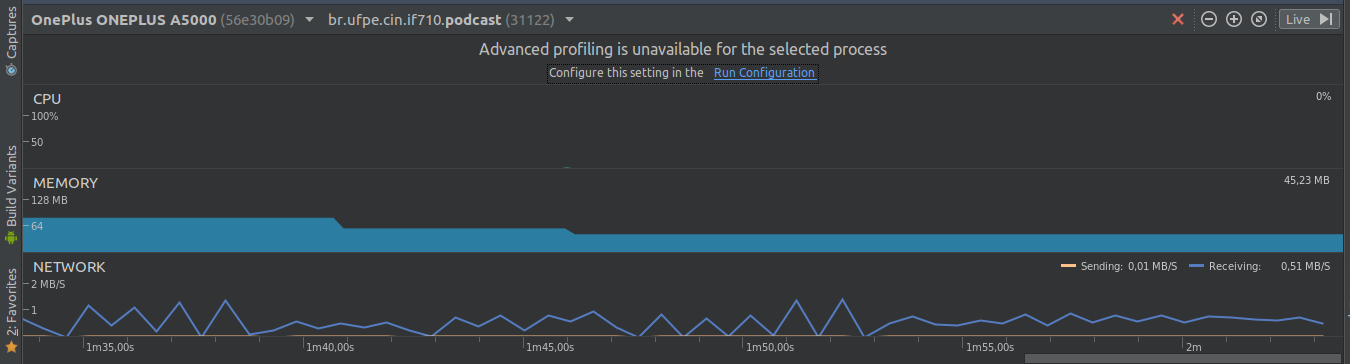 Captures
Build Variants
2: Favorites
OnePlus ONEPLUS A5000 (56e30b09) br.ufpe.cin.if710.podcast (31122) Live
Advanced profiling is unavailable for the selected process
Configure this setting in the Run Configuration
CPU 0%
100%
50
MEMORY 45,23 MB
128 MB
64
NETWORK Sending: 0,01 MB/S Receiving: 0,51 MB/S
2 MB/S
1
1m35,00s 1m40,00s 1m45,00s 1m50,00s 1m55,00s 2m